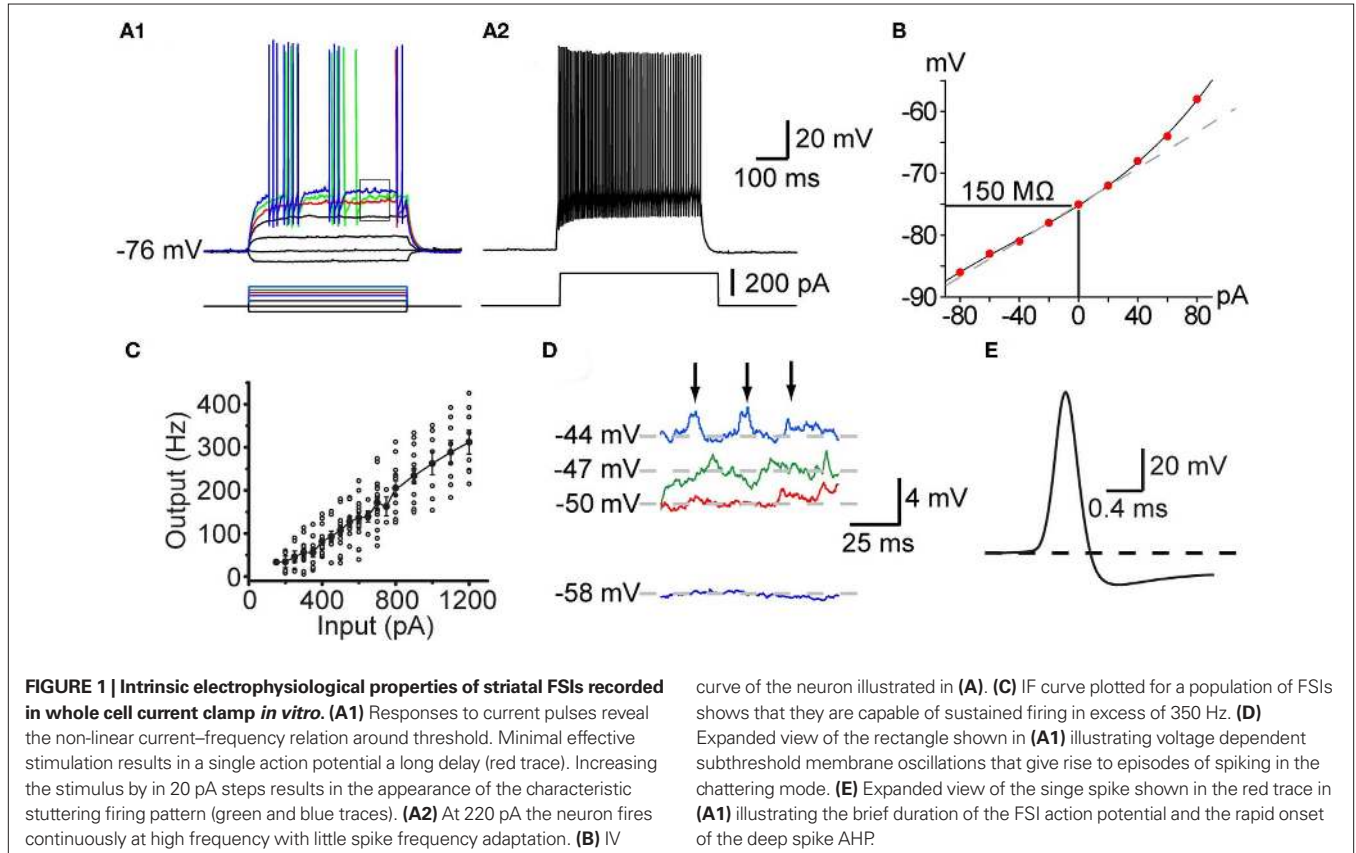 A1
A2
B
mV
-60
-70
-80
-90
150 MΩ
-80
-40
0
40
80
pA
20 mV
100 ms
-76 mV
200 pA
C
D
E
Output (Hz)
400
300
200
100
0
0
400
800
1200
Input (pA)
-44 mV
-47 mV
-50 mV
-58 mV
4 mV
25 ms
20 mV
0.4 ms
FIGURE 1 | Intrinsic electrophysiological properties of striatal FSIs recorded
in whole cell current clamp in vitro. (A1) Responses to current pulses reveal
the non-linear current–frequency relation around threshold. Minimal effective
stimulation results in a single action potential a long delay (red trace). Increasing
the stimulus by in 20 pA steps results in the appearance of the characteristic
stuttering firing pattern (green and blue traces). (A2) At 220 pA the neuron fires
continuously at high frequency with little spike frequency adaptation. (B) IV
curve of the neuron illustrated in (A). (C) IF curve plotted for a population of FSIs
shows that they are capable of sustained firing in excess of 350 Hz. (D)
Expanded view of the rectangle shown in (A1) illustrating voltage dependent
subthreshold membrane oscillations that give rise to episodes of spiking in the
chattering mode. (E) Expanded view of the singe spike shown in the red trace in
(A1) illustrating the brief duration of the FSI action potential and the rapid onset
of the deep spike AHP.